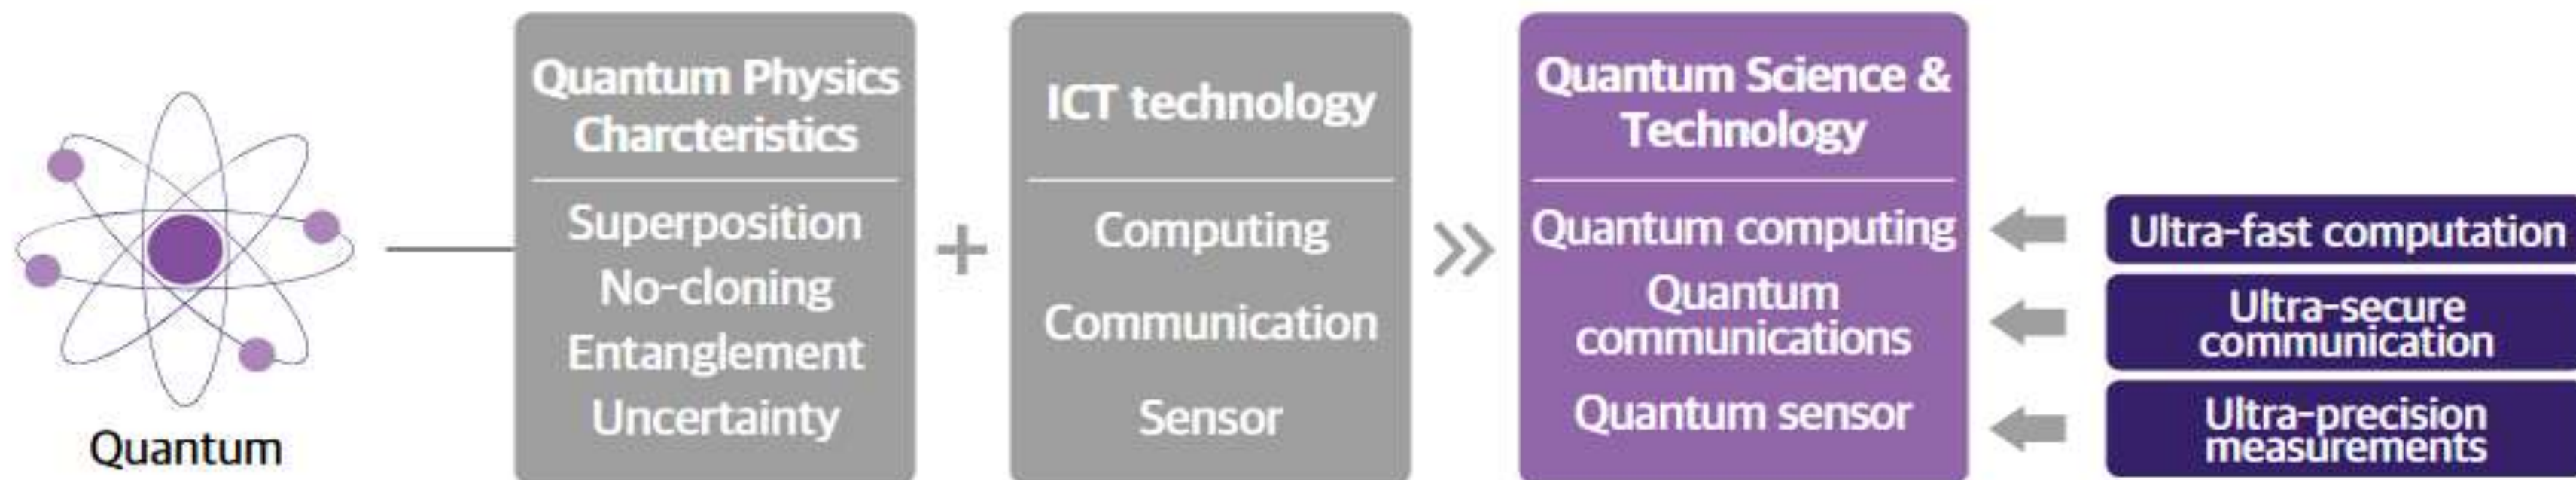 Quantum
Quantum Physics
Charcteristics
Superposition
No-cloning
Entanglement
Uncertainty
+
ICT technology
Computing
Communication
Sensor
Quantum Science &
Technology
Quantum computing
Quantum
communications
Quantum sensor
Ultra-fast computation
Ultra-secure
communication
Ultra-precision
measurements